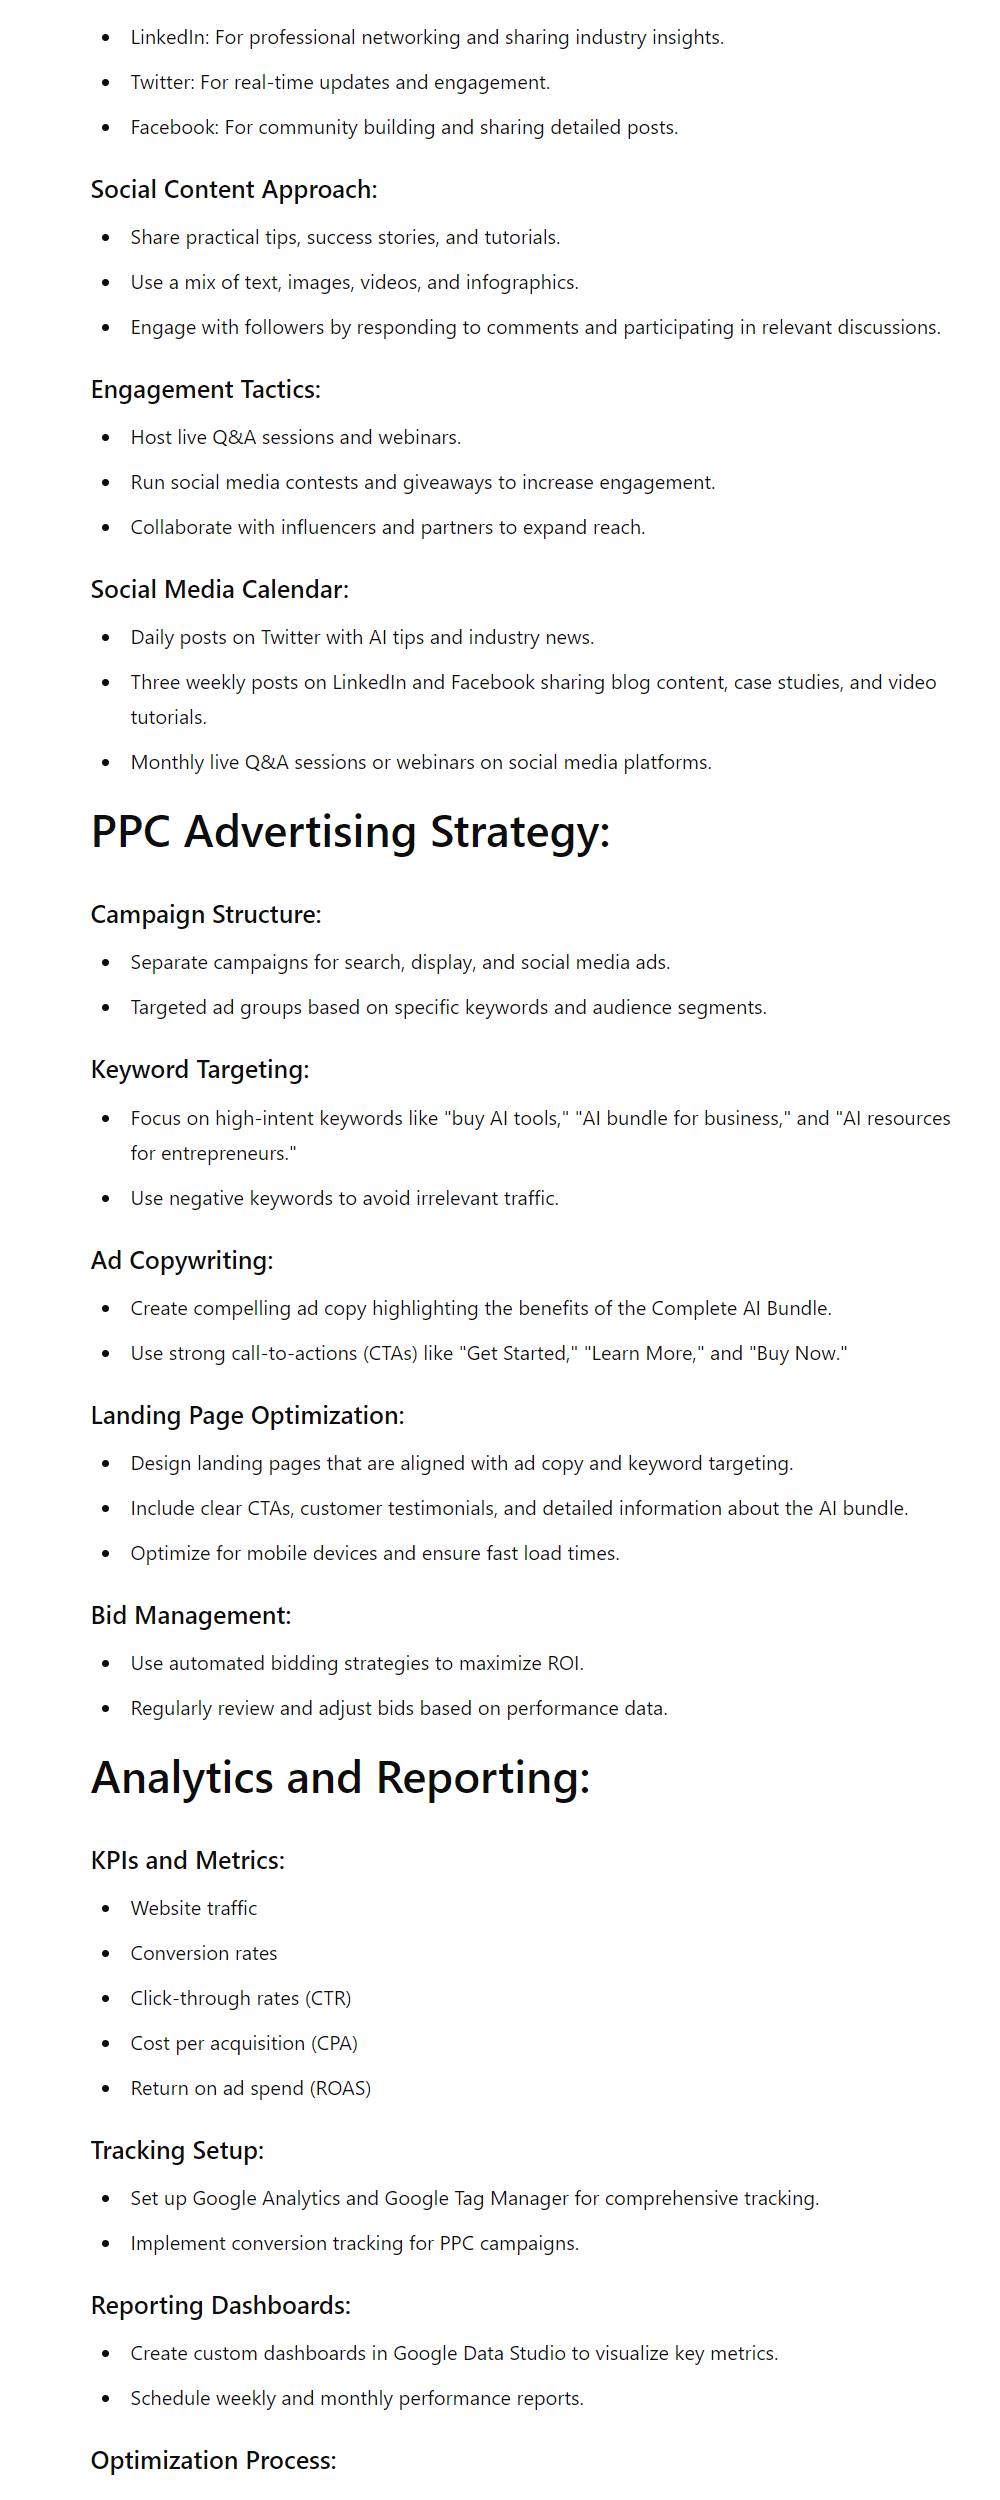 LinkedIn: For professional networking and sharing industry insights.
Twitter: For real-time updates and engagement.
Facebook: For community building and sharing detailed posts.
Social Content Approach:
Share practical tips, success stories, and tutorials.
Use a mix of text, images, videos, and infographics.
Engage with followers by responding to comments and participating in relevant discussions.
Engagement Tactics:
Host live Q&A sessions and webinars.
Run social media contests and giveaways to increase engagement.
Collaborate with influencers and partners to expand reach.
Social Media Calendar:
Daily posts on Twitter with AI tips and industry news.
Three weekly posts on LinkedIn and Facebook sharing blog content, case studies, and video
tutorials.
Monthly live Q&A sessions or webinars on social media platforms.
PPC Advertising Strategy:
Campaign Structure:
Separate campaigns for search, display, and social media ads.
Targeted ad groups based on specific keywords and audience segments.
Keyword Targeting:
Focus on high-intent keywords like "buy AI tools," "AI bundle for business," and "AI resources
for entrepreneurs."
Use negative keywords to avoid irrelevant traffic.
Ad Copywriting:
Create compelling ad copy highlighting the benefits of the Complete AI Bundle.
Use strong call-to-actions (CTAs) like "Get Started," "Learn More," and "Buy Now."
Landing Page Optimization:
Design landing pages that are aligned with ad copy and keyword targeting.
Include clear CTAs, customer testimonials, and detailed information about the AI bundle.
Optimize for mobile devices and ensure fast load times.
Bid Management:
Use automated bidding strategies to maximize ROI.
Regularly review and adjust bids based on performance data.
Analytics and Reporting:
KPIs and Metrics:
Website traffic
Conversion rates
Click-through rates (CTR)
Cost per acquisition (CPA)
Return on ad spend (ROAS)
Tracking Setup:
Set up Google Analytics and Google Tag Manager for comprehensive tracking.
Implement conversion tracking for PPC campaigns.
Reporting Dashboards:
Create custom dashboards in Google Data Studio to visualize key metrics.
Schedule weekly and monthly performance reports.
Optimization Process: